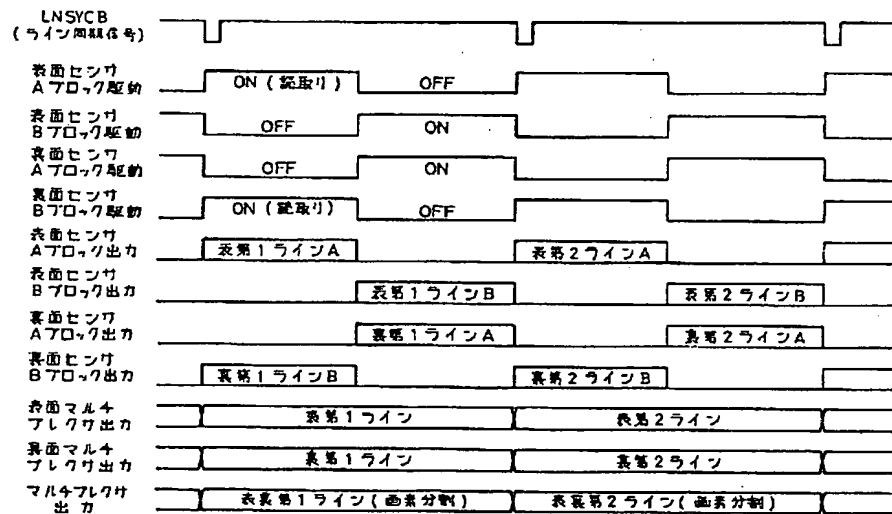 LNSYCB
(ライン同期信号)
表面センサ
Aブロック駆動
ON(読取り)
OFF
表面センサ
Bブロック駆動
OFF
ON
裏面センサ
Aブロック駆動
OFF
ON
裏面センサ
Bブロック駆動
ON(読取り)
OFF
表面センサ
Aブロック出力
表第1ラインA
表第2ラインA
表面センサ
Bブロック出力
表第1ラインB
表第2ラインB
裏面センサ
Aブロック出力
裏第1ラインA
裏第2ラインA
裏面センサ
Bブロック出力
裏第1ラインB
裏第2ラインB
表面マルチ
プレクサ出力
表第1ライン
表第2ライン
裏面マルチ
プレクサ出力
裏第1ライン
裏第2ライン
マルチプレクサ
出力
表裏第1ライン(画素分割)
表裏第2ライン(画素分割)